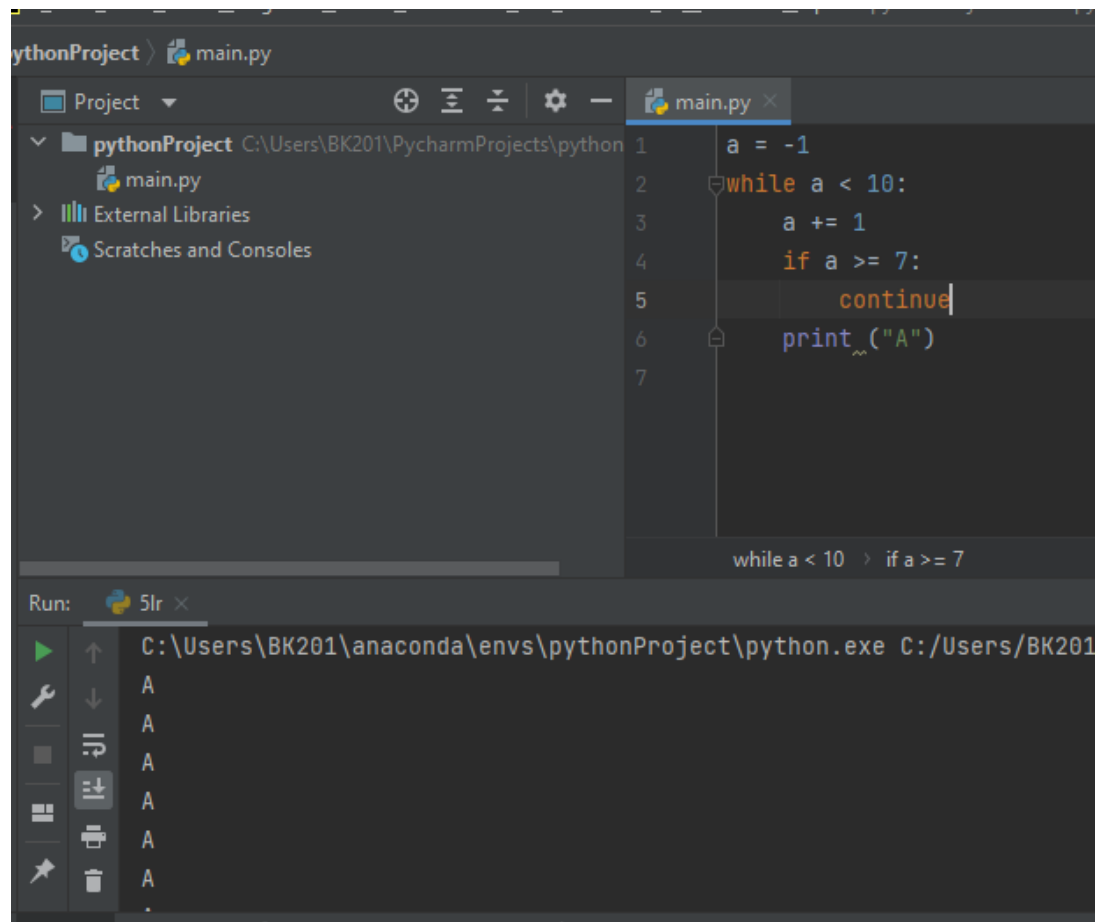 ythonProject 〉 main.py
Project
main.py
pythonProject C:\Users\BK201\PycharmProjects\python
main.py
External Libraries
Scratches and Consoles
1 a = -1
2 while a < 10:
3 a += 1
4 if a >= 7:
5 continue
6 print ("A")
7
while a < 10 › if a >= 7
Run: 5lr
C:\Users\BK201\anaconda\envs\pythonProject\python.exe C:/Users/BK201
A
A
A
A
A
A